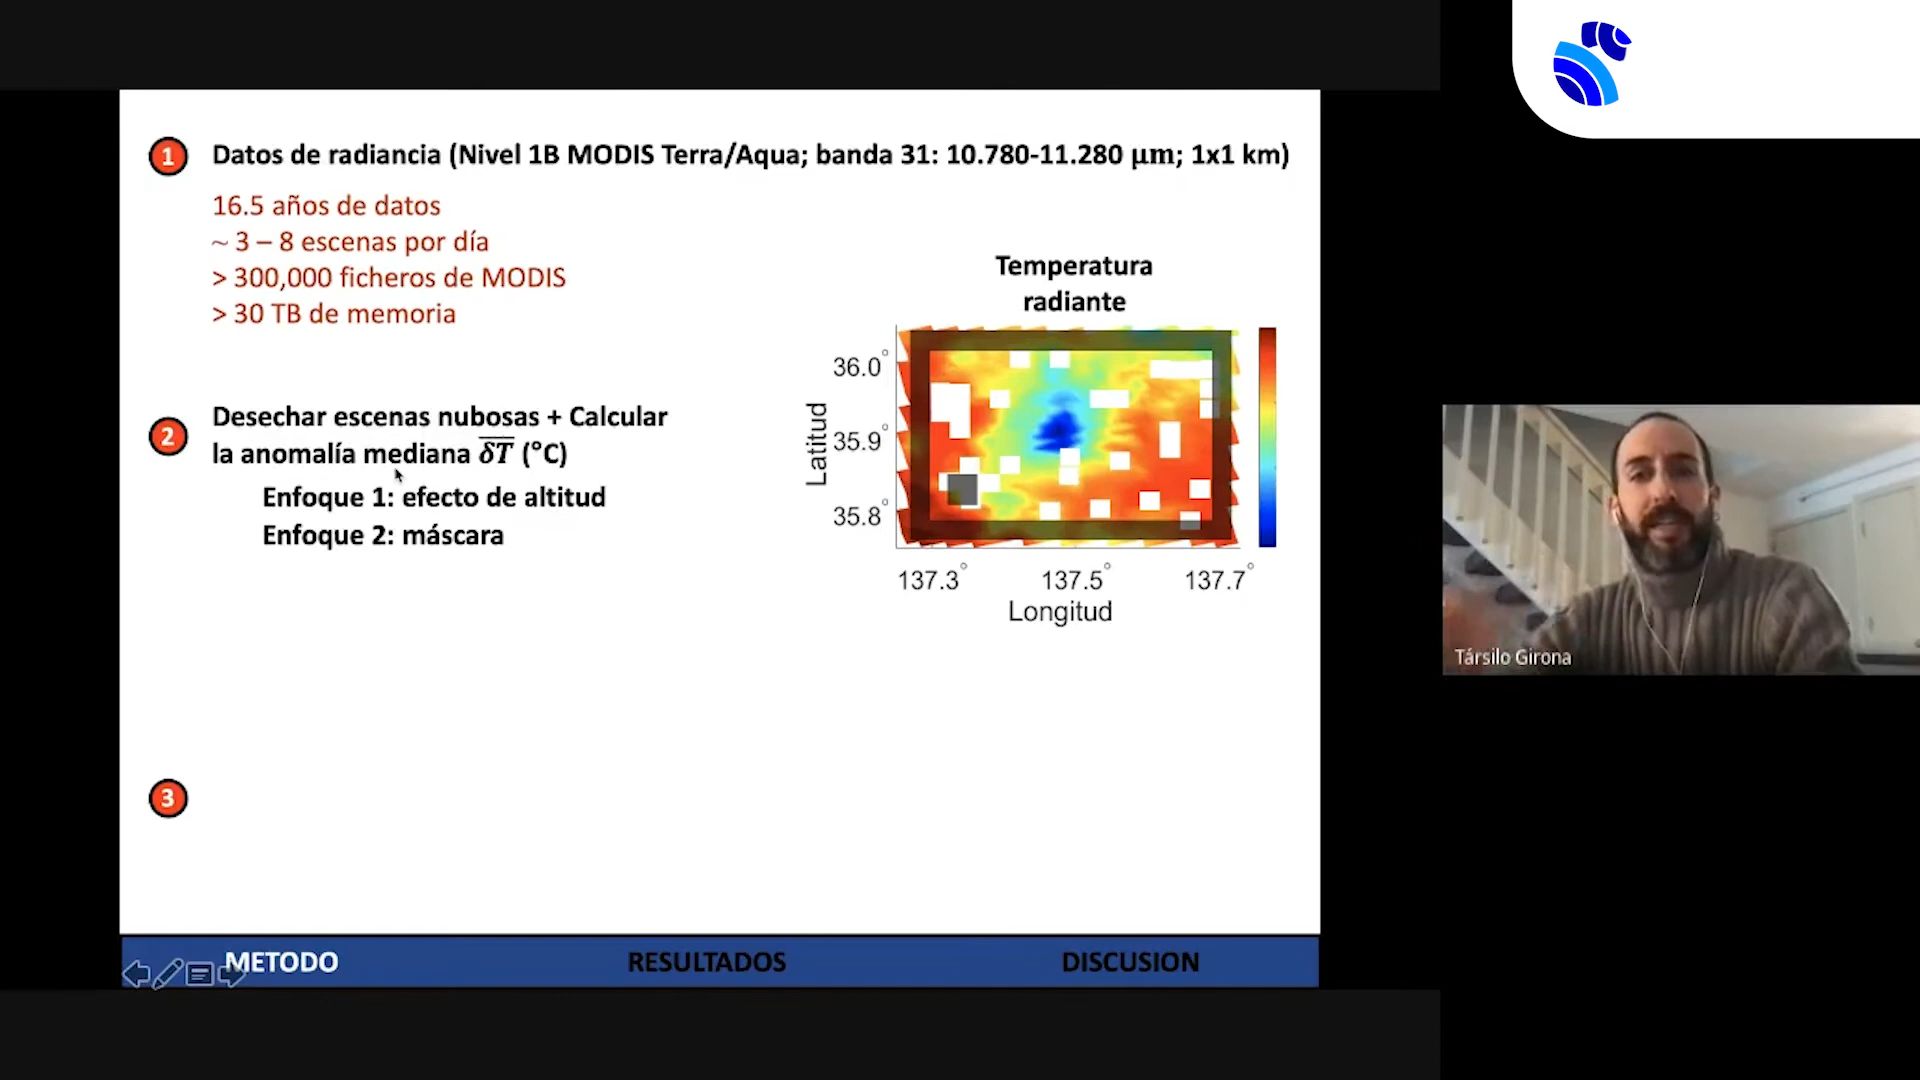 1 Datos de radiancia (Nivel 1B MODIS Terra/Aqua; banda 31: 10.780-11.280 μm; 1x1 km)
16.5 años de datos
~ 3 – 8 escenas por día
> 300,000 ficheros de MODIS
> 30 TB de memoria
2 Desechar escenas nubosas + Calcular
la anomalía mediana δT̅ (°C)
Enfoque 1: efecto de altitud
Enfoque 2: máscara
Temperatura
radiante
Latitud
36.0°
35.9°
35.8°
137.3° 137.5° 137.7°
Longitud
Társilo Girona
3
METODO RESULTADOS DISCUSION